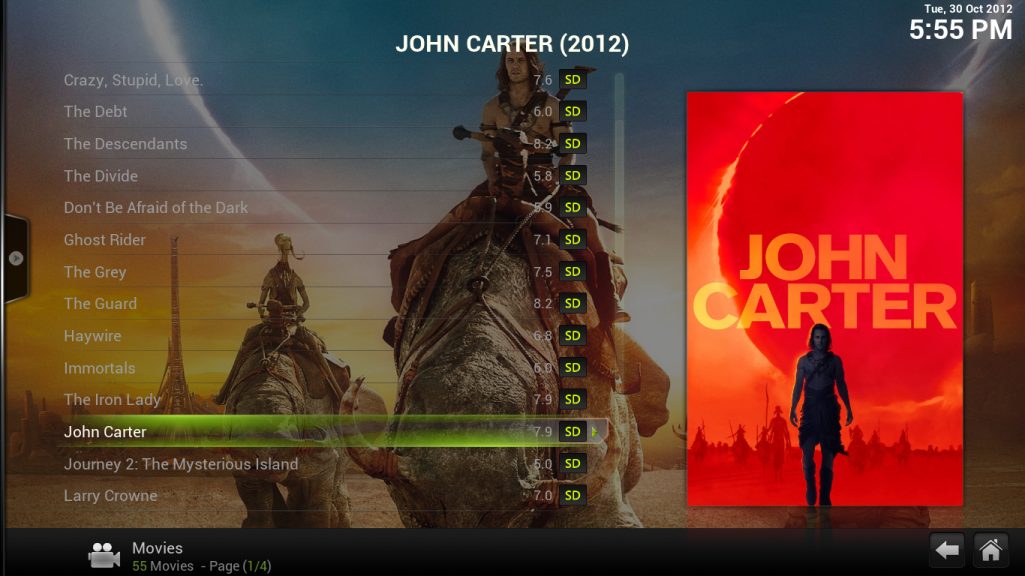 Tue, 30 Oct 2012
5:55 PM
JOHN CARTER (2012)
Crazy, Stupid, Love. 7.6 SD
The Debt 6.0 SD
The Descendants 8.2 SD
The Divide 5.8 SD
Don't Be Afraid of the Dark 5.9 SD
Ghost Rider 7.1 SD
The Grey 7.5 SD
The Guard 8.2 SD
Haywire 6.8 SD
Immortals 6.0 SD
The Iron Lady 7.9 SD
John Carter 7.9 SD
Journey 2: The Mysterious Island 5.0 SD
Larry Crowne 7.0 SD
JOHN
CARTER
Movies
55 Movies - Page (1/4)